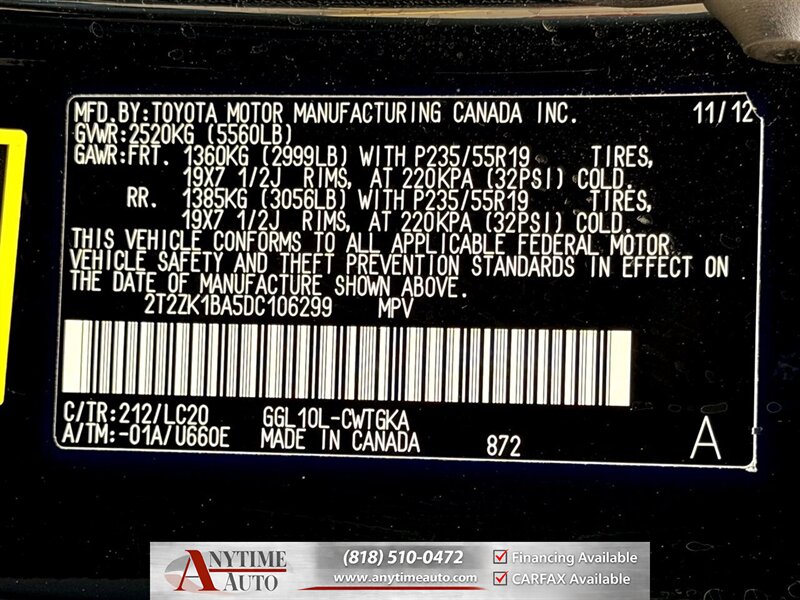 MFD.BY:TOYOTA MOTOR MANUFACTURING CANADA INC. 11/12
GVWR:2520KG (5560LB)
GAWR:FRT. 1360KG (2999LB) WITH P235/55R19 TIRES,
19X7 1/2J RIMS, AT 220KPA (32PSI) COLD.
RR. 1385KG (3056LB) WITH P235/55R19 TIRES,
19X7 1/2J RIMS, AT 220KPA (32PSI) COLD.
THIS VEHICLE CONFORMS TO ALL APPLICABLE FEDERAL MOTOR
VEHICLE SAFETY AND THEFT PREVENTION STANDARDS IN EFFECT ON
THE DATE OF MANUFACTURE SHOWN ABOVE.
2T2ZK1BA5DC106299 MPV
C/TR:212/LC20 GGL10L-CWTGKA
A/TM:-01A/U660E MADE IN CANADA 872 A
ANYTIME AUTO
(818) 510-0472
www.anytimeauto.com
Financing Available
CARFAX Available